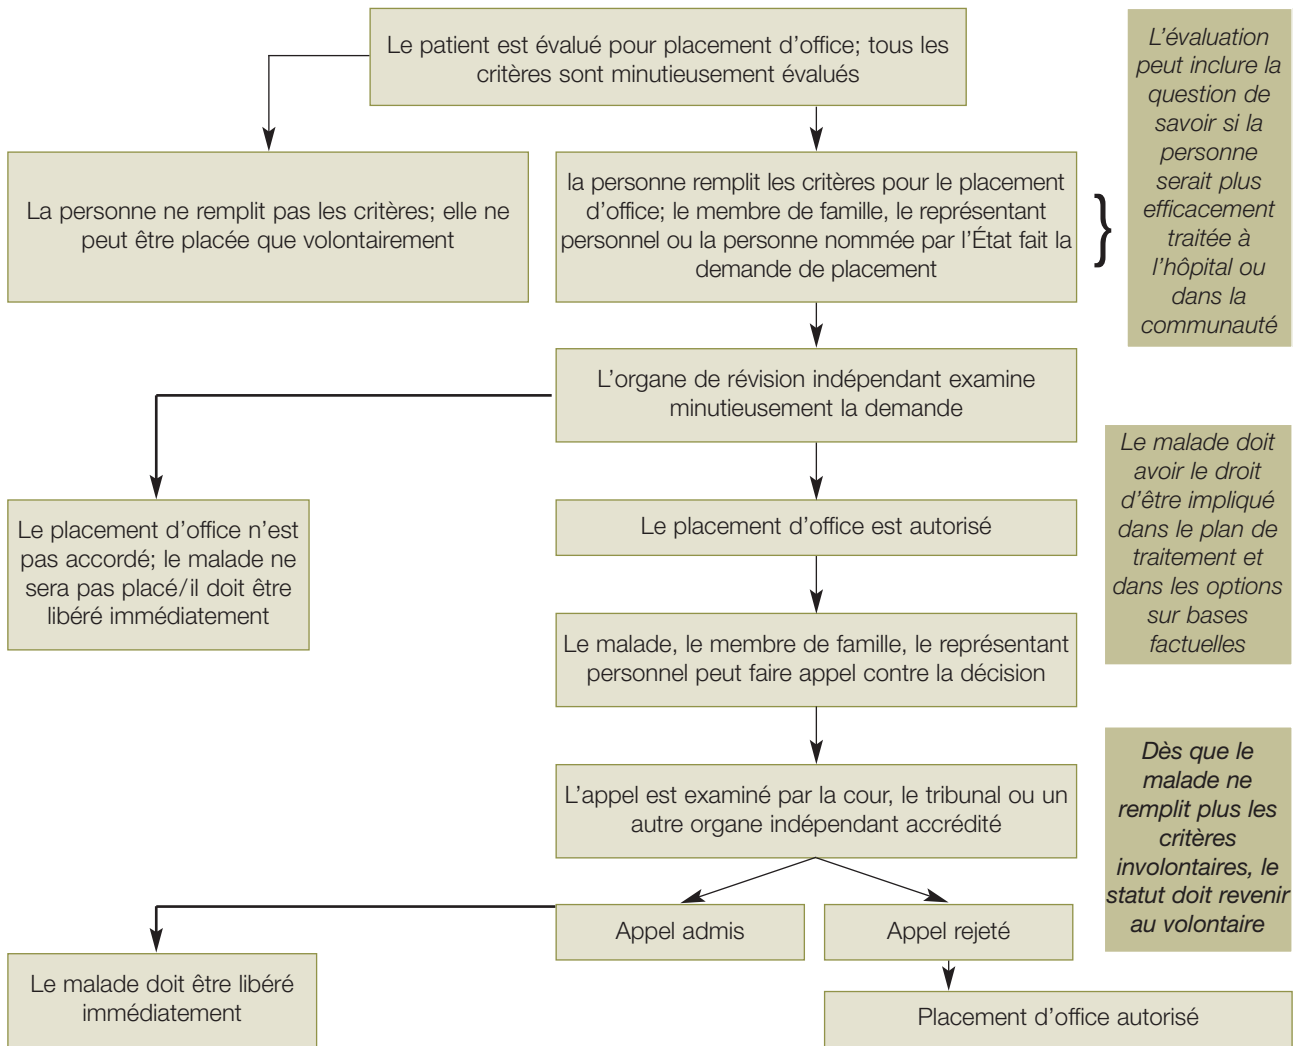 Le patient est évalué pour placement d'office; tous les
critères sont minutieusement évalués
L'évaluation
peut inclure la
question de
savoir si la
personne
serait plus
efficacement
traitée à
l'hôpital ou
dans la
communauté
La personne ne remplit pas les critères; elle ne
peut être placée que volontairement
la personne remplit les critères pour le placement
d'office; le membre de famille, le représentant
personnel ou la personne nommée par l'État fait la
demande de placement
}
L'organe de révision indépendant examine
minutieusement la demande
Le malade doit
avoir le droit
d'être impliqué
dans le plan de
traitement et
dans les options
sur bases
factuelles
Le placement d'office n'est
pas accordé; le malade ne
sera pas placé/il doit être
libéré immédiatement
Le placement d'office est autorisé
Le malade, le membre de famille, le représentant
personnel peut faire appel contre la décision
Dès que le
malade ne
remplit plus les
critères
involontaires, le
statut doit revenir
au volontaire
L'appel est examiné par la cour, le tribunal ou un
autre organe indépendant accrédité
Appel admis
Appel rejeté
Le malade doit être libéré
immédiatement
Placement d'office autorisé